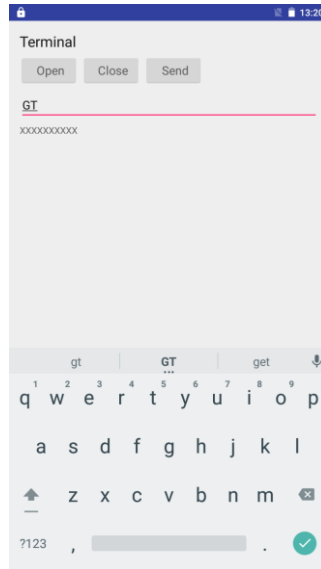 13:20
Terminal
Open Close Send
GT
xxxxxxxxxx
gt GT get
1 2 3 4 5 6 7 8 9
q w e r t y u i o p
a s d f g h j k l
z x c v b n m
?123 , .